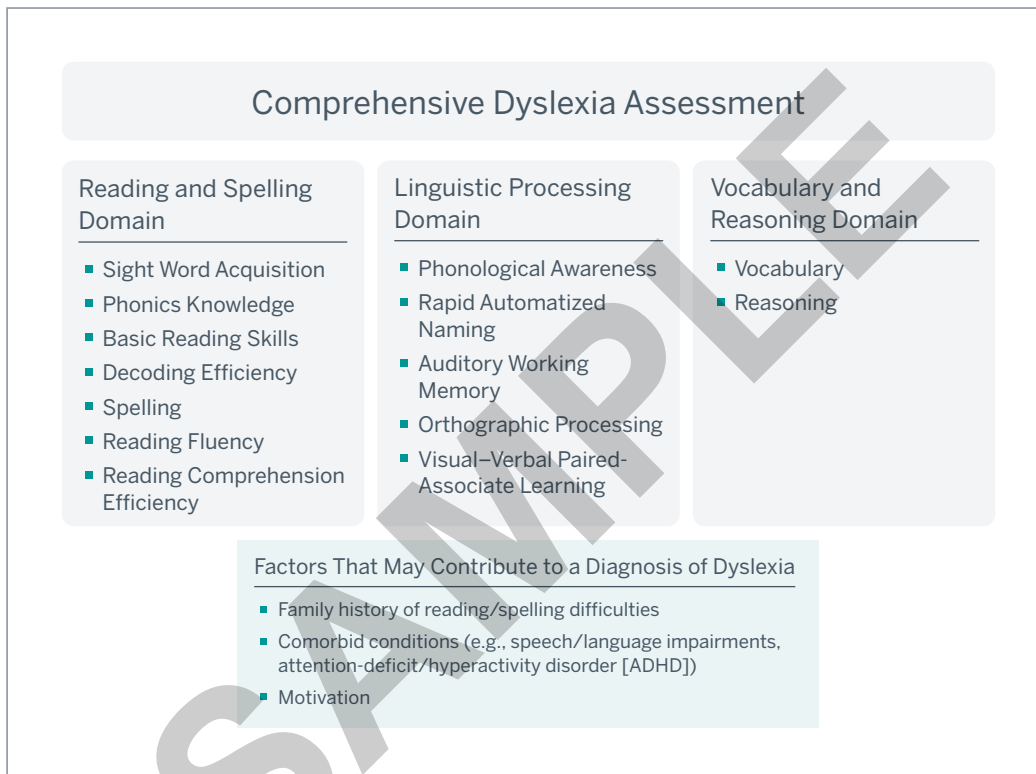 Comprehensive Dyslexia Assessment
Reading and Spelling
Domain
Sight Word Acquisition
Phonics Knowledge
Basic Reading Skills
Decoding Efficiency
Spelling
Reading Fluency
Reading Comprehension
Efficiency
Linguistic Processing
Domain
Phonological Awareness
Rapid Automatized
Naming
Auditory Working
Memory
Orthographic Processing
Visual–Verbal Paired-
Associate Learning
Vocabulary and
Reasoning Domain
Vocabulary
Reasoning
Factors That May Contribute to a Diagnosis of Dyslexia
Family history of reading/spelling difficulties
Comorbid conditions (e.g., speech/language impairments,
attention-deficit/hyperactivity disorder [ADHD])
Motivation
SAMPLE